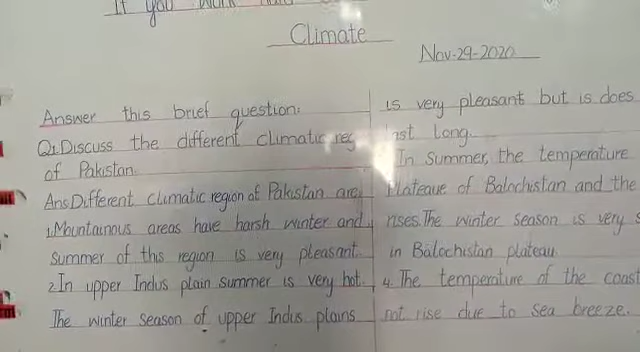 If you work
Climate
Nov-29-2020
Answer this brief question:
Q1.Discuss the different climatic reg
of Pakistan.
Ans.Different climatic region of Pakistan are:
1.Mountainous areas have harsh winter and
summer of this region is very pleasant.
2.In upper Indus plain summer is very hot.
The winter season of upper Indus plains
is very pleasant but is does
last long.
In summer, the temperature
Plateaue of Balochistan and the
rises.The winter season is very s
in Balochistan plateau
4. The temperature of the coast
not rise due to sea breeze.